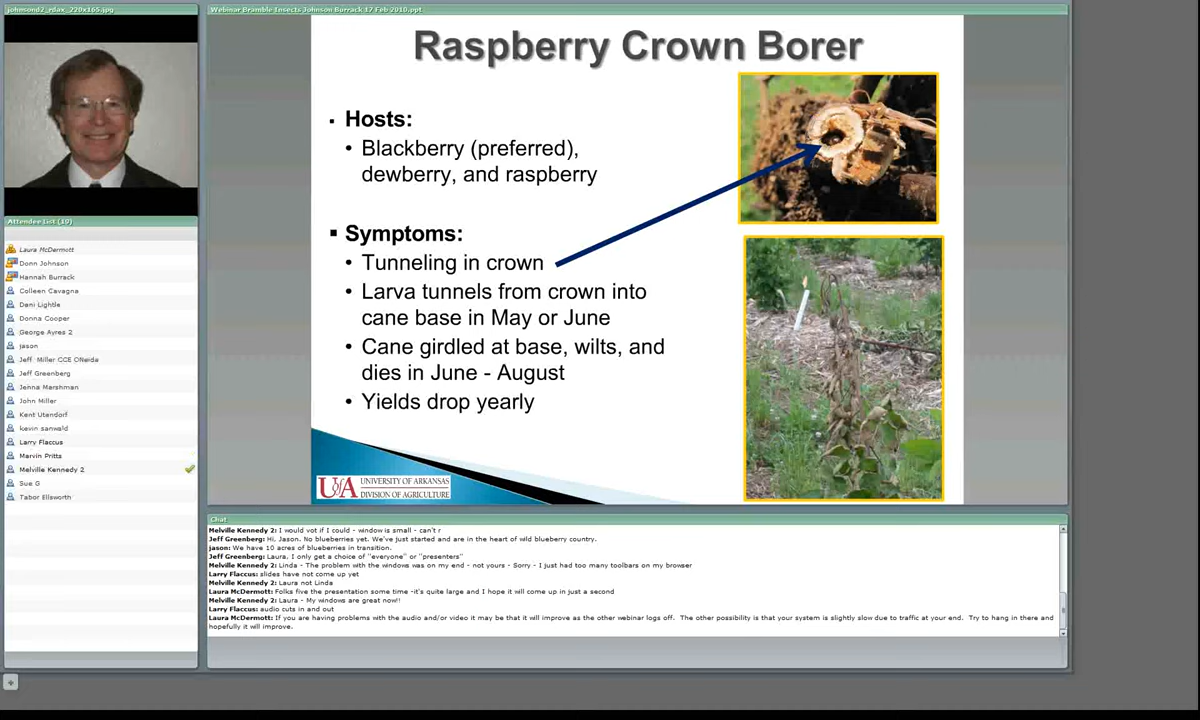 johnsond2_rdax_220x165.jpg
Webinar Bramble Insects Johnson Burrack 17 Feb 2010.ppt
Raspberry Crown Borer
▪ Hosts:
• Blackberry (preferred),
dewberry, and raspberry
▪ Symptoms:
• Tunneling in crown
• Larva tunnels from crown into
cane base in May or June
• Cane girdled at base, wilts, and
dies in June - August
• Yields drop yearly
UofA UNIVERSITY OF ARKANSAS
DIVISION OF AGRICULTURE
Attendee List (19)
Laura McDermott
Donn Johnson
Hannah Burrack
Colleen Cavagna
Dani Lightle
Donna Cooper
George Ayres 2
jason
Jeff Miller CCE ONeida
Jeff Greenberg
Jenna Marshman
John Miller
Kent Utendorf
kevin sanwald
Larry Flaccus
Marvin Pritts
Melville Kennedy 2
Sue G
Tabor Ellsworth
Chat
Melville Kennedy 2: I would vot if I could - window is small - can't r
Jeff Greenberg: Hi, Jason. No blueberries yet. We've just started and are in the heart of wild blueberry country.
jason: We have 10 acres of blueberries in transition.
Jeff Greenberg: Laura, I only get a choice of "everyone" or "presenters"
Melville Kennedy 2: Linda - The problem with the windows was on my end - not yours - Sorry - I just had too many toolbars on my browser
Larry Flaccus: slides have not come up yet
Melville Kennedy 2: Laura not Linda
Laura McDermott: Folks five the presentation some time -it's quite large and I hope it will come up in just a second
Melville Kennedy 2: Laura - My windows are great now!!
Larry Flaccus: audio cuts in and out
Laura McDermott: If you are having problems with the audio and/or video it may be that it will improve as the other webinar logs off. The other possibility is that your system is slightly slow due to traffic at your end. Try to hang in there and
hopefully it will improve.